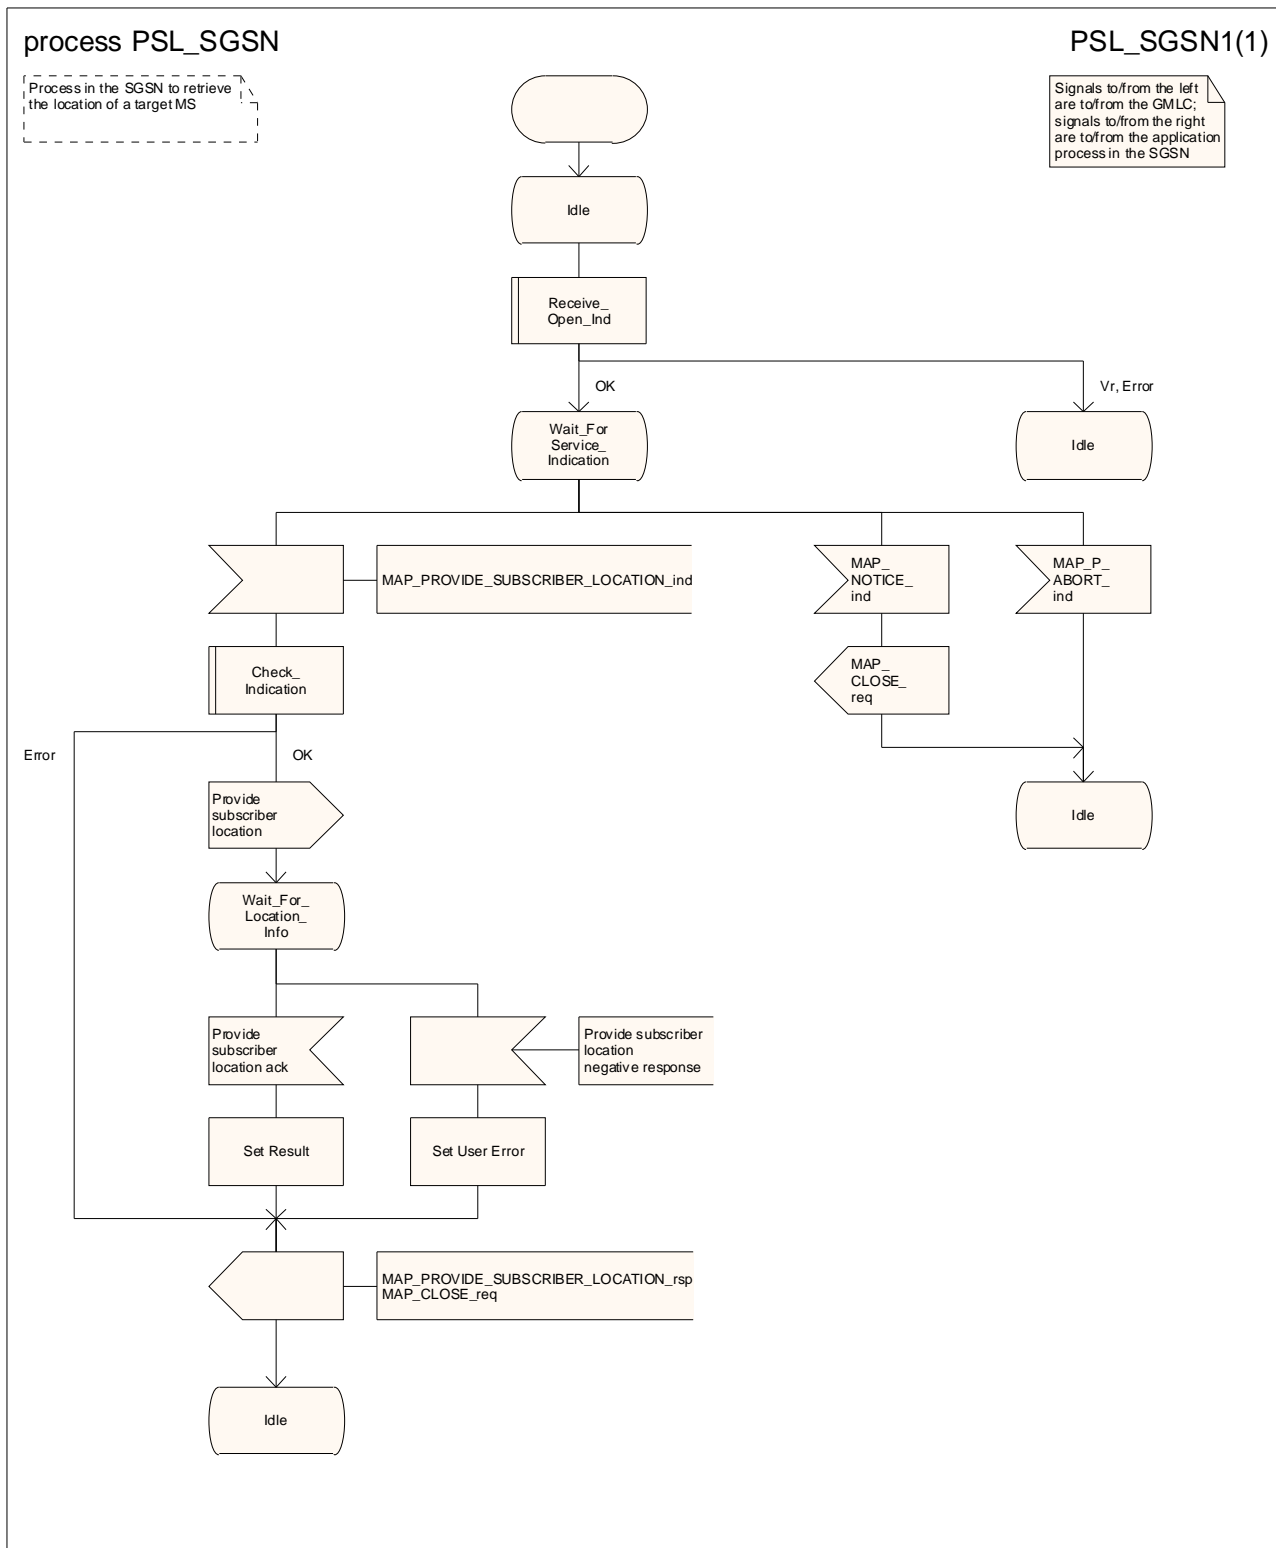 process PSL_SGSN
PSL_SGSN1(1)
Process in the SGSN to retrieve
the location of a target MS
Signals to/from the left
are to/from the GMLC;
signals to/from the right
are to/from the application
process in the SGSN
Idle
Receive_
Open_Ind
OK
Vr, Error
Wait_For
Service_
Indication
Idle
MAP_PROVIDE_SUBSCRIBER_LOCATION_ind
MAP_
NOTICE_
ind
MAP_P_
ABORT_
ind
Check_
Indication
MAP_
CLOSE_
req
Error
OK
Provide
subscriber
location
Idle
Wait_For_
Location_
Info
Provide
subscriber
location ack
Provide subscriber
location
negative response
Set Result
Set User Error
MAP_PROVIDE_SUBSCRIBER_LOCATION_rsp
MAP_CLOSE_req
Idle